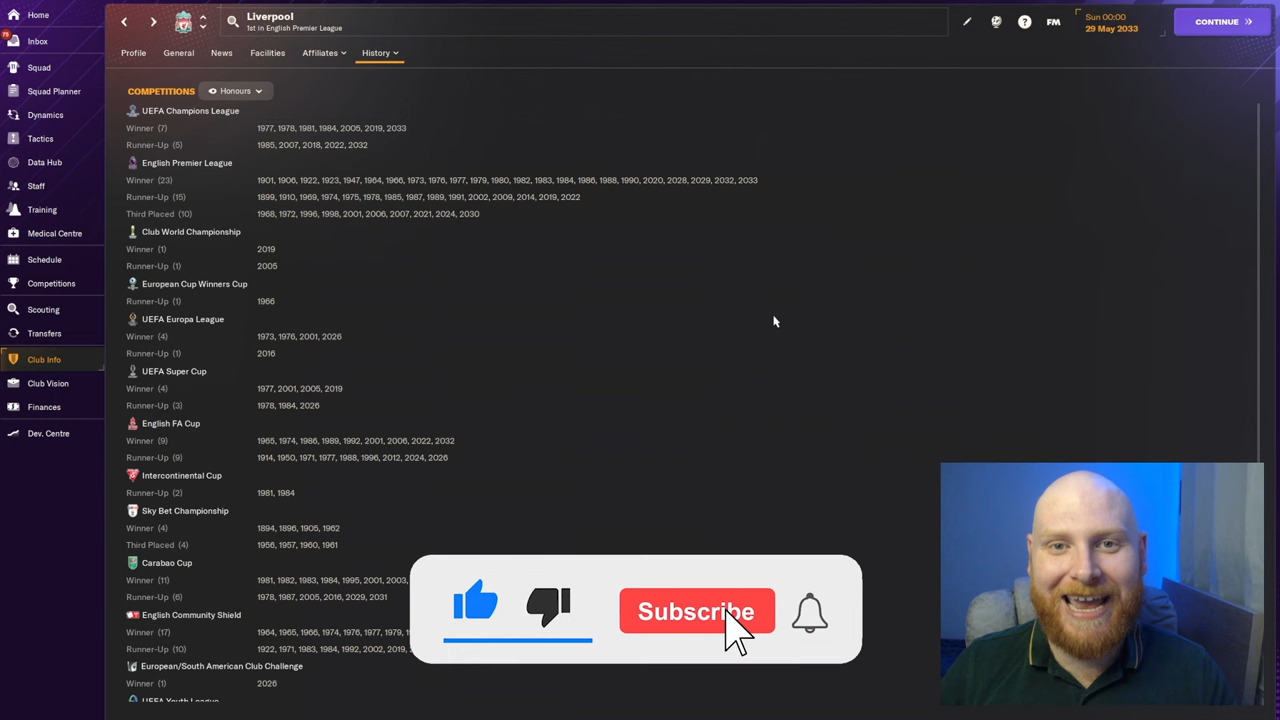 Home
Inbox
75
Squad
Squad Planner
Dynamics
Tactics
Data Hub
Staff
Training
Medical Centre
Schedule
Competitions
Scouting
Transfers
Club Info
Club Vision
Finances
Dev. Centre
Liverpool
1st in English Premier League
FM
Sun 00:00
29 May 2033
CONTINUE
Profile General News Facilities Affiliates History
COMPETITIONS Honours
UEFA Champions League
Winner (7) 1977, 1978, 1981, 1984, 2005, 2019, 2033
Runner-Up (5) 1985, 2007, 2018, 2022, 2032
English Premier League
Winner (23) 1901, 1906, 1922, 1923, 1947, 1964, 1966, 1973, 1976, 1977, 1979, 1980, 1982, 1983, 1984, 1986, 1988, 1990, 2020, 2028, 2029, 2032, 2033
Runner-Up (15) 1899, 1910, 1969, 1974, 1975, 1978, 1985, 1987, 1989, 1991, 2002, 2009, 2014, 2019, 2022
Third Placed (10) 1968, 1972, 1996, 1998, 2001, 2006, 2007, 2021, 2024, 2030
Club World Championship
Winner (1) 2019
Runner-Up (1) 2005
European Cup Winners Cup
Runner-Up (1) 1966
UEFA Europa League
Winner (4) 1973, 1976, 2001, 2026
Runner-Up (1) 2016
UEFA Super Cup
Winner (4) 1977, 2001, 2005, 2019
Runner-Up (3) 1978, 1984, 2026
English FA Cup
Winner (9) 1965, 1974, 1986, 1989, 1992, 2001, 2006, 2022, 2032
Runner-Up (9) 1914, 1950, 1971, 1977, 1988, 1996, 2012, 2024, 2026
Intercontinental Cup
Runner-Up (2) 1981, 1984
Sky Bet Championship
Winner (4) 1894, 1896, 1905, 1962
Third Placed (4) 1956, 1957, 1960, 1961
Carabao Cup
Winner (11) 1981, 1982, 1983, 1984, 1995, 2001, 2003,
Runner-Up (6) 1978, 1987, 2005, 2016, 2029, 2031
English Community Shield
Winner (17) 1964, 1965, 1966, 1974, 1976, 1977, 1979,
Runner-Up (10) 1922, 1971, 1983, 1984, 1992, 2002, 2019,
European/South American Club Challenge
Winner (1) 2026
UEFA Youth League
Subscribe